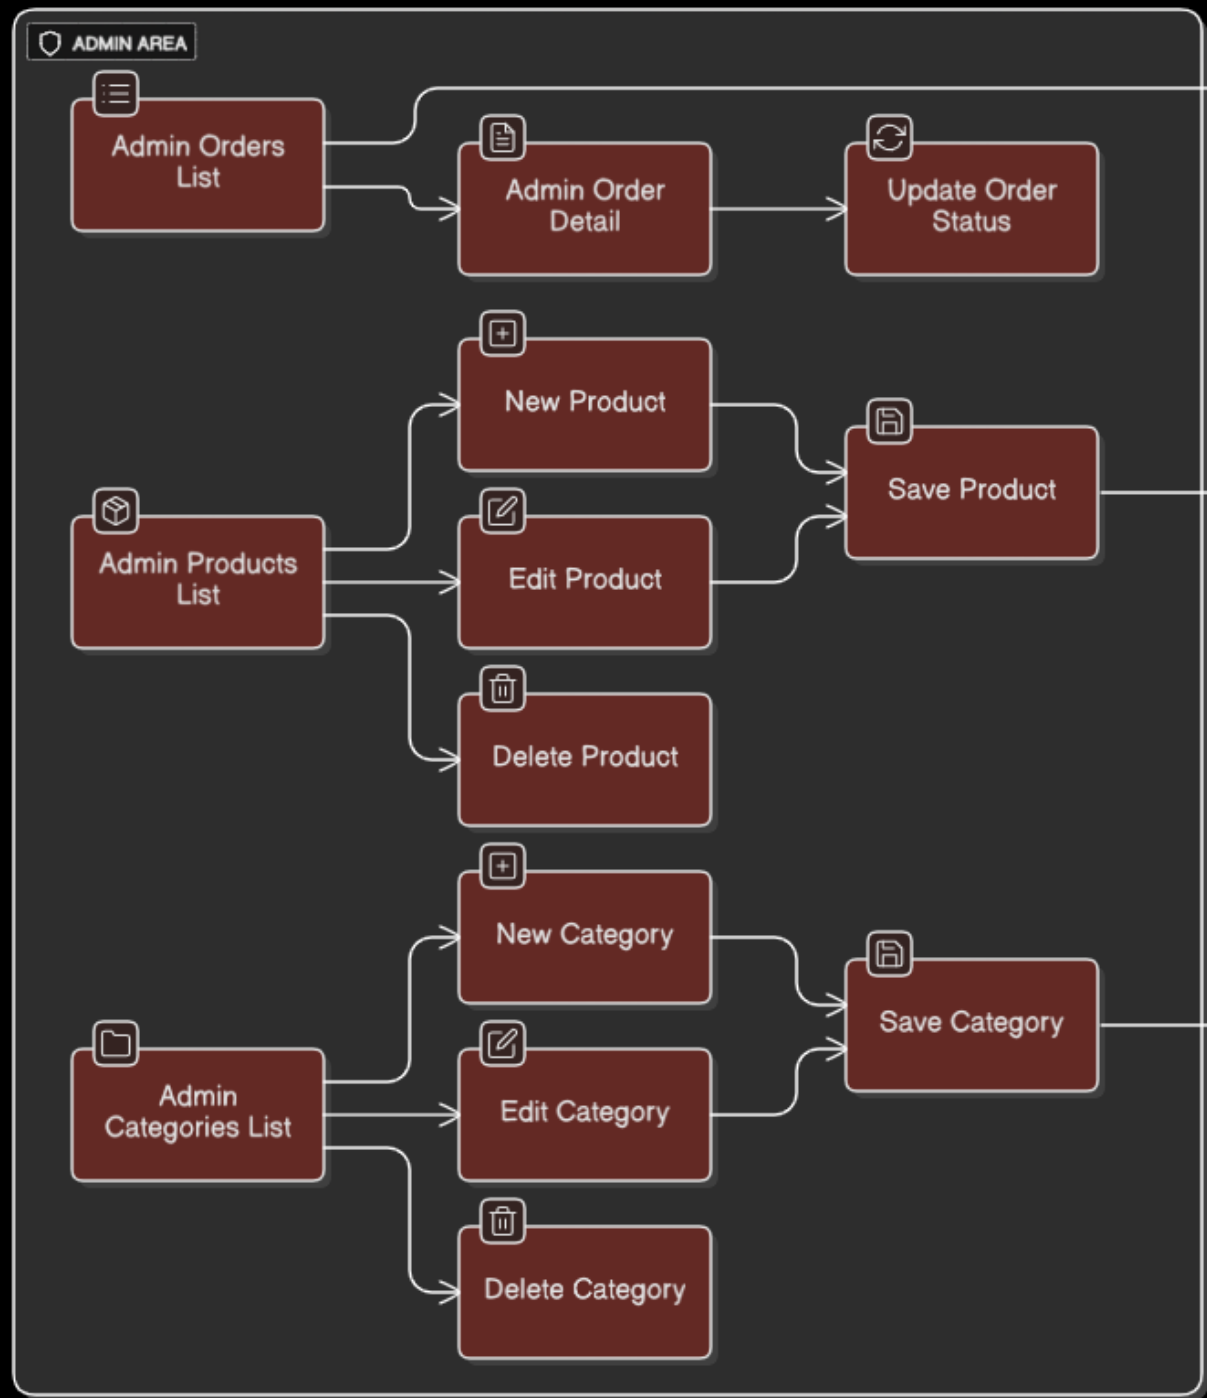 ADMIN AREA
Admin Orders
List
Admin Order
Detail
Update Order
Status
New Product
Save Product
Admin Products
List
Edit Product
Delete Product
New Category
Save Category
Admin
Categories List
Edit Category
Delete Category